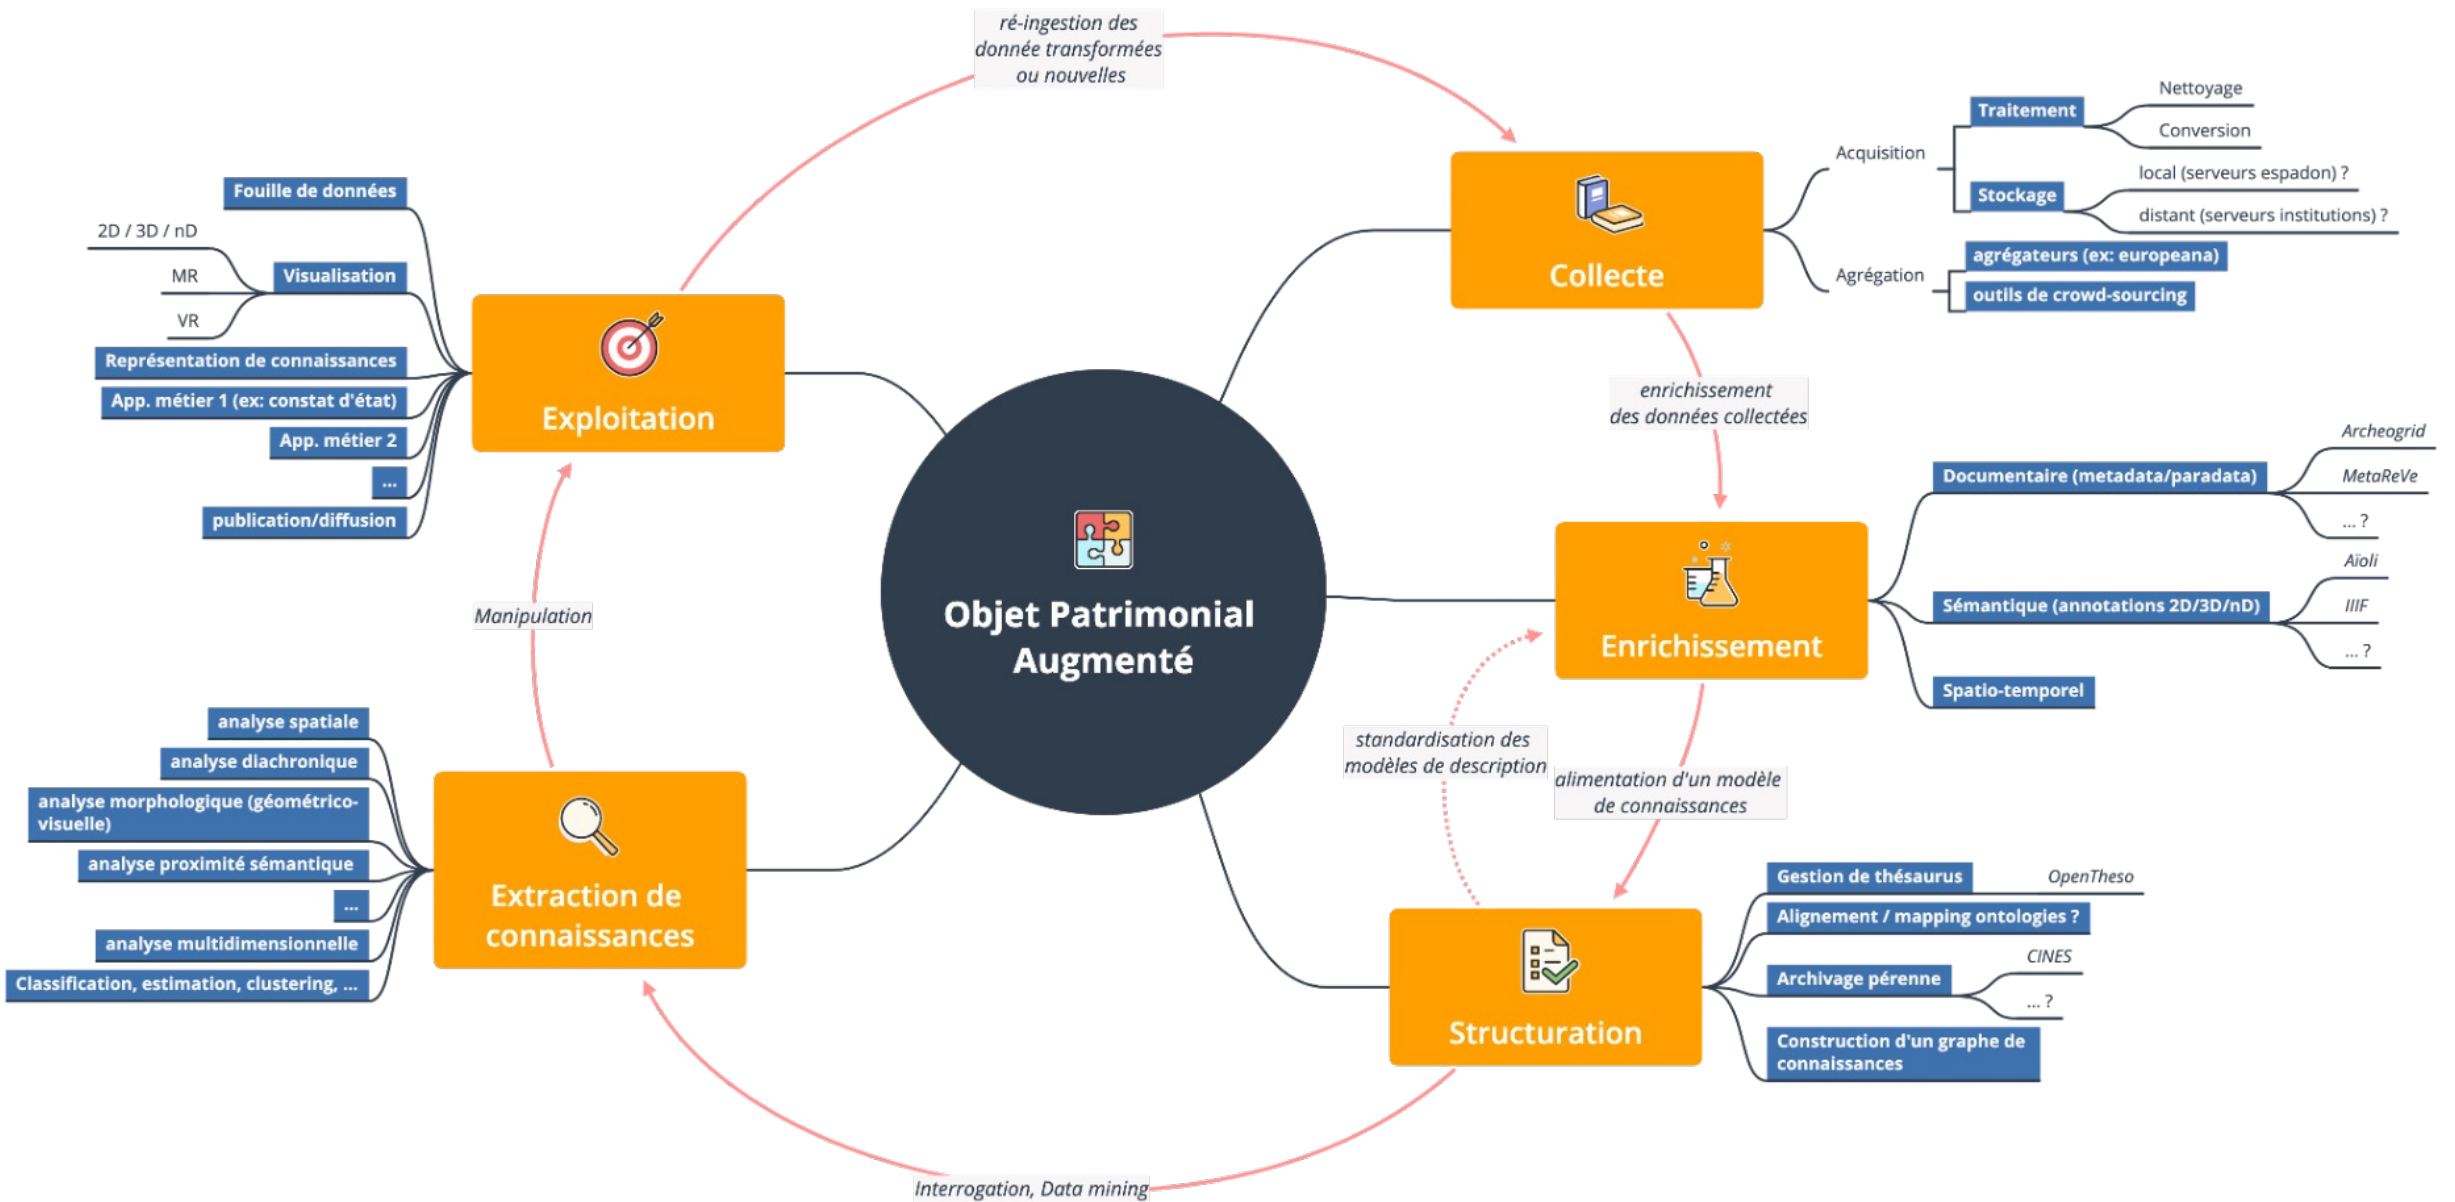 ré-ingestion des
donnée transformées
ou nouvelles
Collecte
Acquisition
Traitement
Nettoyage
Conversion
Stockage
local (serveurs espadon) ?
distant (serveurs institutions) ?
Agrégation
agrégateurs (ex: europeana)
outils de crowd-sourcing
enrichissement
des données collectées
Enrichissement
Documentaire (metadata/paradata)
Archeogrid
MetaReVe
... ?
Sémantique (annotations 2D/3D/nD)
Aïoli
IIIF
... ?
Spatio-temporel
standardisation des
modèles de description
alimentation d'un modèle
de connaissances
Structuration
Gestion de thésaurus
OpenTheso
Alignement / mapping ontologies ?
Archivage pérenne
CINES
... ?
Construction d'un graphe de
connaissances
Interrogation, Data mining
Extraction de
connaissances
analyse spatiale
analyse diachronique
analyse morphologique (géométrico-
visuelle)
analyse proximité sémantique
...
analyse multidimensionnelle
Classification, estimation, clustering, ...
Manipulation
Exploitation
Fouille de données
Visualisation
2D / 3D / nD
MR
VR
Représentation de connaissances
App. métier 1 (ex: constat d'état)
App. métier 2
...
publication/diffusion
Objet Patrimonial
Augmenté